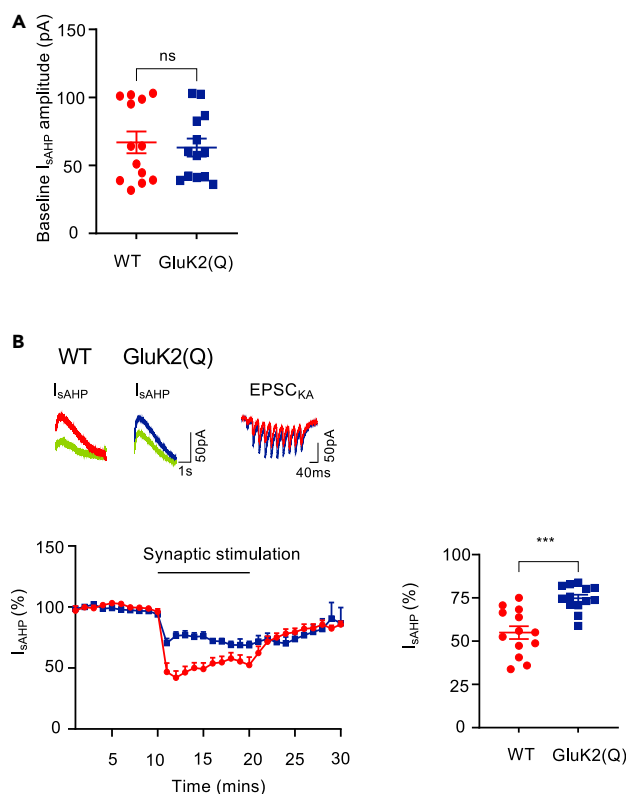 A
Baseline IsAHP amplitude (pA)
150
100
50
0
ns
WT
GluK2(Q)
B
WT GluK2(Q)
IsAHP IsAHP EPSCKA
50pA
1s
50pA
40ms
IsAHP (%)
150
100
50
0
Synaptic stimulation
5 10 15 20 25 30
Time (mins)
IsAHP (%)
100
75
50
25
0
***
WT GluK2(Q)